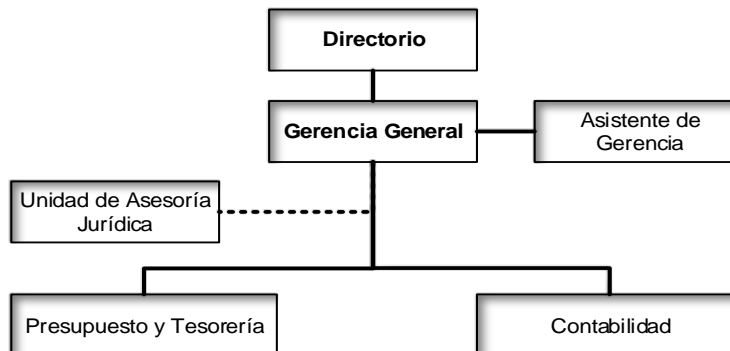 Directorio
Gerencia General
Asistente de
Gerencia
Unidad de Asesoría
Jurídica
Presupuesto y Tesorería
Contabilidad